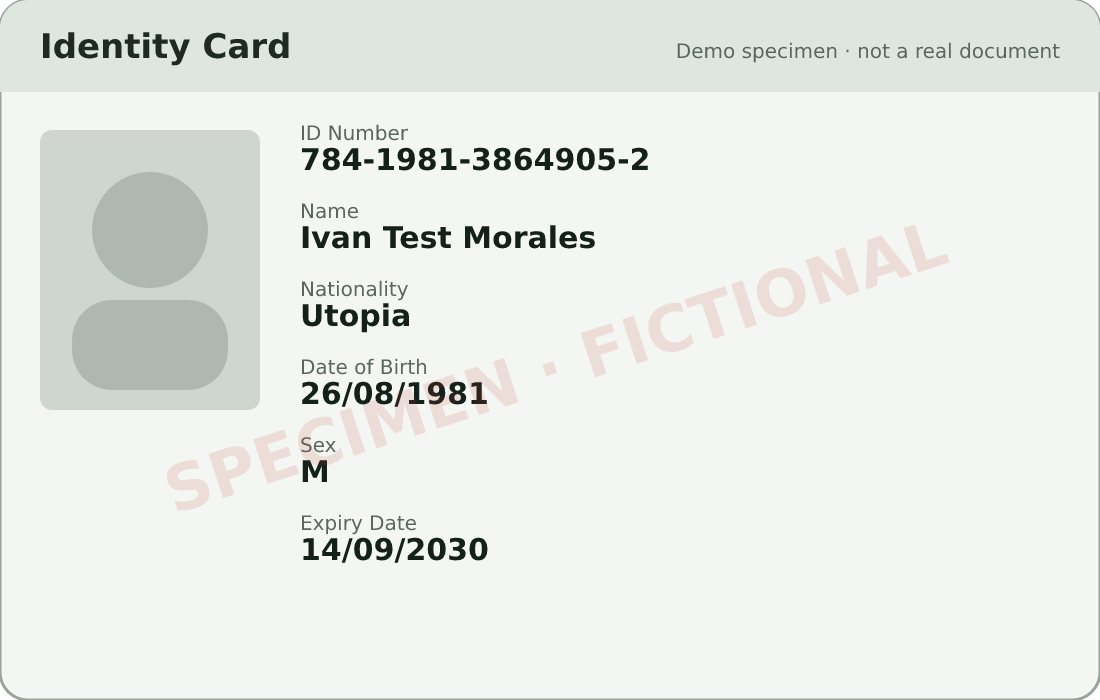 Identity Card
Demo specimen · not a real document
ID Number
784-1981-3864905-2
Name
Ivan Test Morales
Nationality
Utopia
Date of Birth
26/08/1981
Sex
M
Expiry Date
14/09/2030
SPECIMEN · FICTIONAL